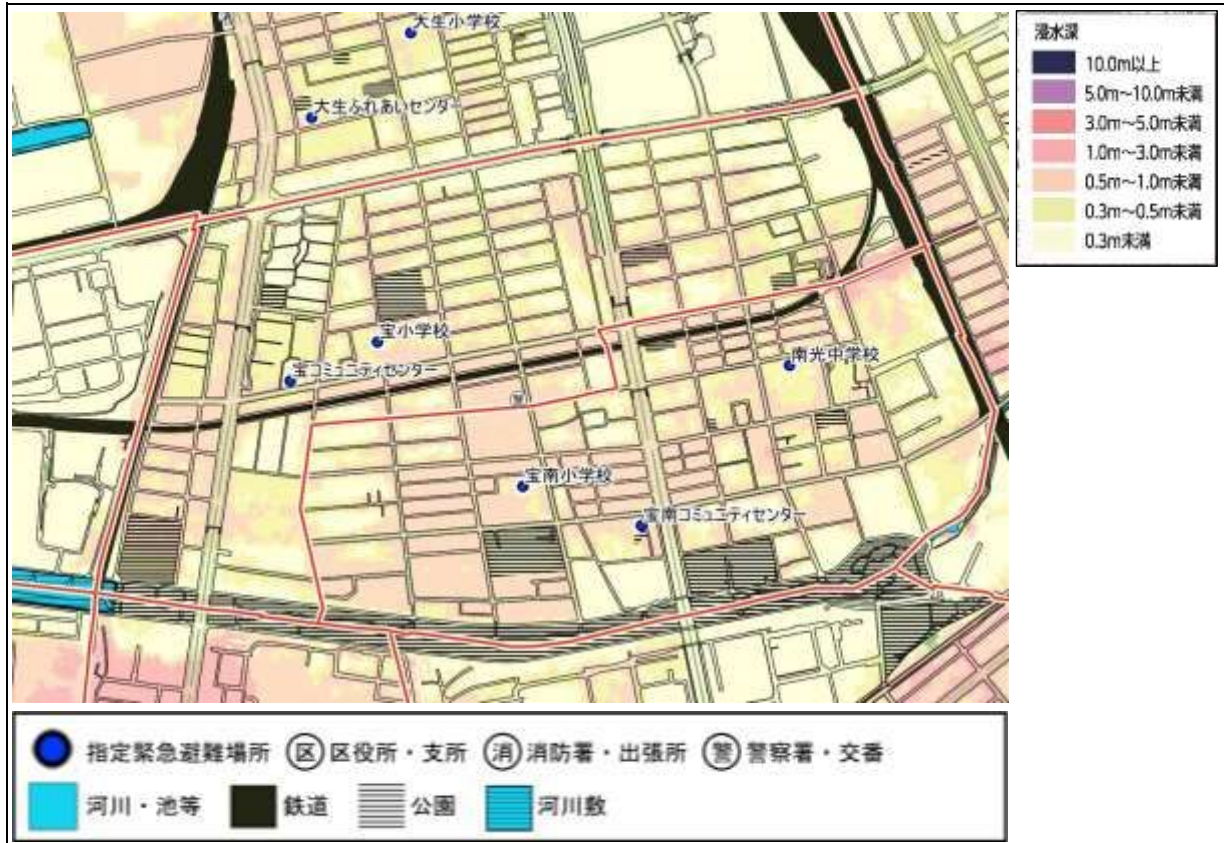 大生小学校
大生ふれあいセンター
宝小学校
宝コミュニティセンター
南光中学校
警
宝南小学校
宝南コミュニティセンター
浸水深
10.0m以上
5.0m～10.0m未満
3.0m～5.0m未満
1.0m～3.0m未満
0.5m～1.0m未満
0.3m～0.5m未満
0.3m未満
指定緊急避難場所 区 区役所・支所 消 消防署・出張所 警 警察署・交番
河川・池等 鉄道 公園 河川敷